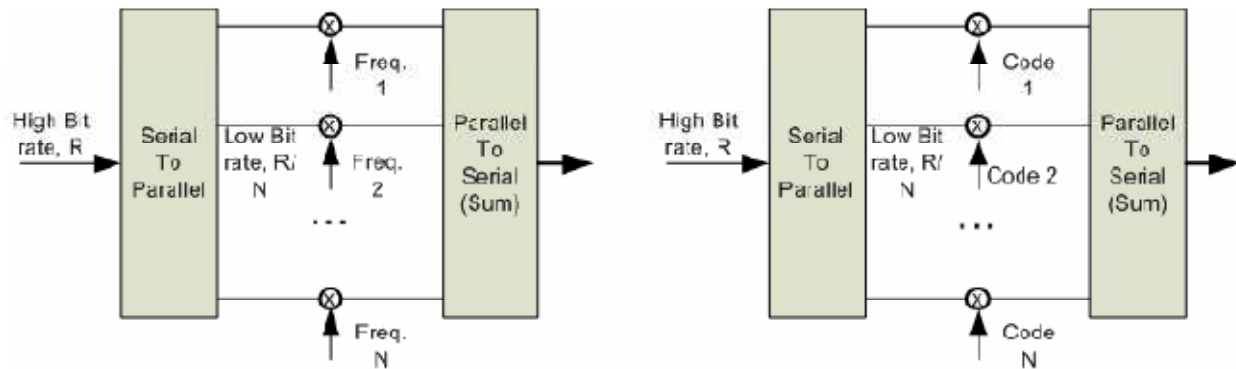 High Bit
rate, R
Serial
To
Parallel
Low Bit
rate, R/
N
X
Freq.
1
X
Freq.
2
...
X
Freq.
N
Parallel
To
Serial
(Sum)
High Bit
rate, R
Serial
To
Parallel
Low Bit
rate, R/
N
X
Code
1
X
Code 2
...
X
Code
N
Parallel
To
Serial
(Sum)